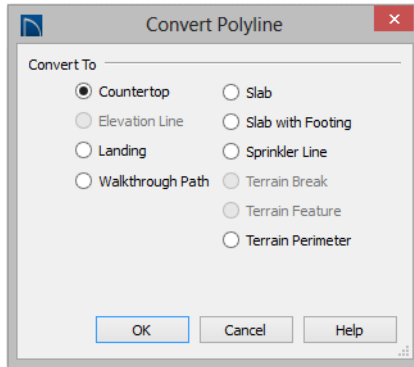 Convert Polyline
Convert To
Countertop
Elevation Line
Landing
Walkthrough Path
Slab
Slab with Footing
Sprinkler Line
Terrain Break
Terrain Feature
Terrain Perimeter
OK
Cancel
Help